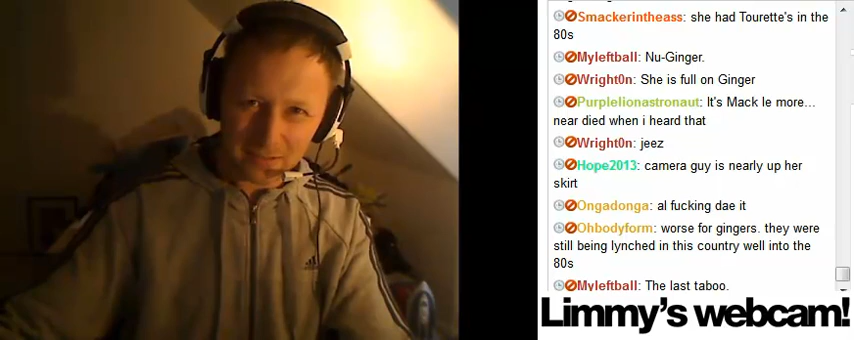 Smackerintheass: she had Tourette's in the
80s
Myleftball: Nu-Ginger.
Wright0n: She is full on Ginger
Purplelionastronaut: It's Mack le more...
near died when i heard that
Wright0n: jeez
Hope2013: camera guy is nearly up her
skirt
Ongadonga: al fucking dae it
Ohbodyform: worse for gingers. they were
still being lynched in this country well into the
80s
Myleftball: The last taboo.
Limmy's webcam!